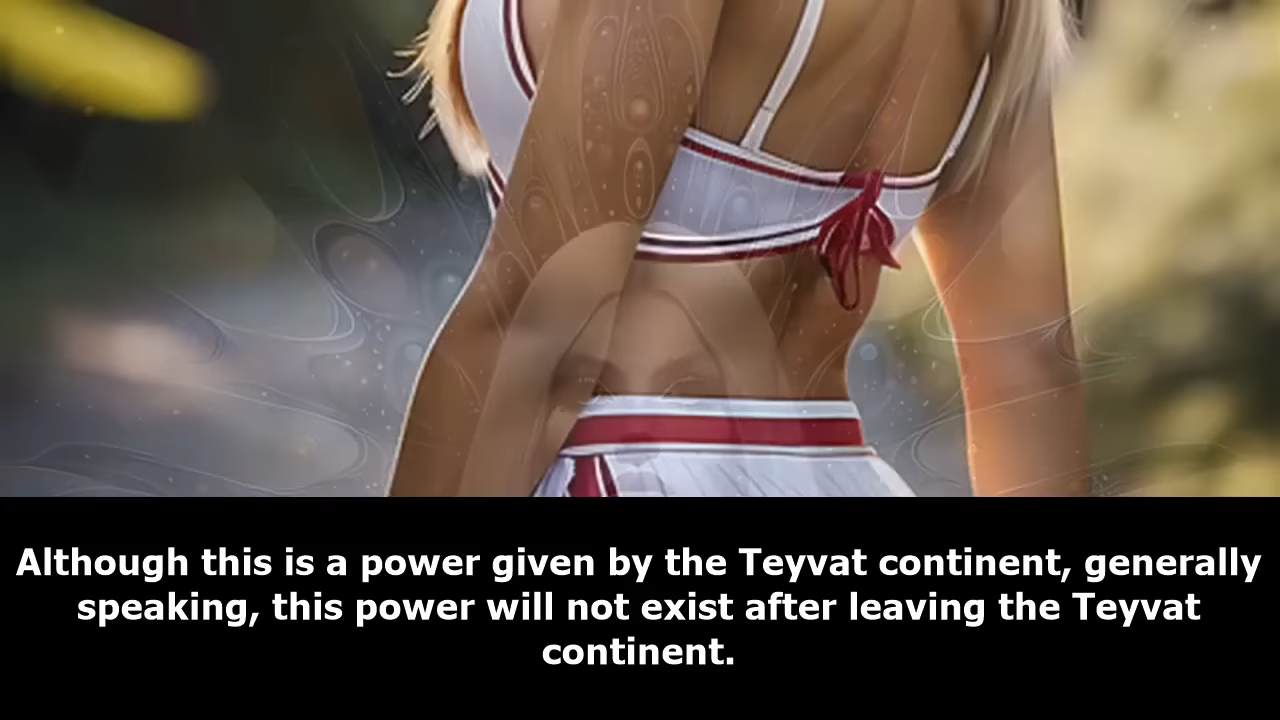 Although this is a power given by the Teyvat continent, generally
speaking, this power will not exist after leaving the Teyvat
continent.